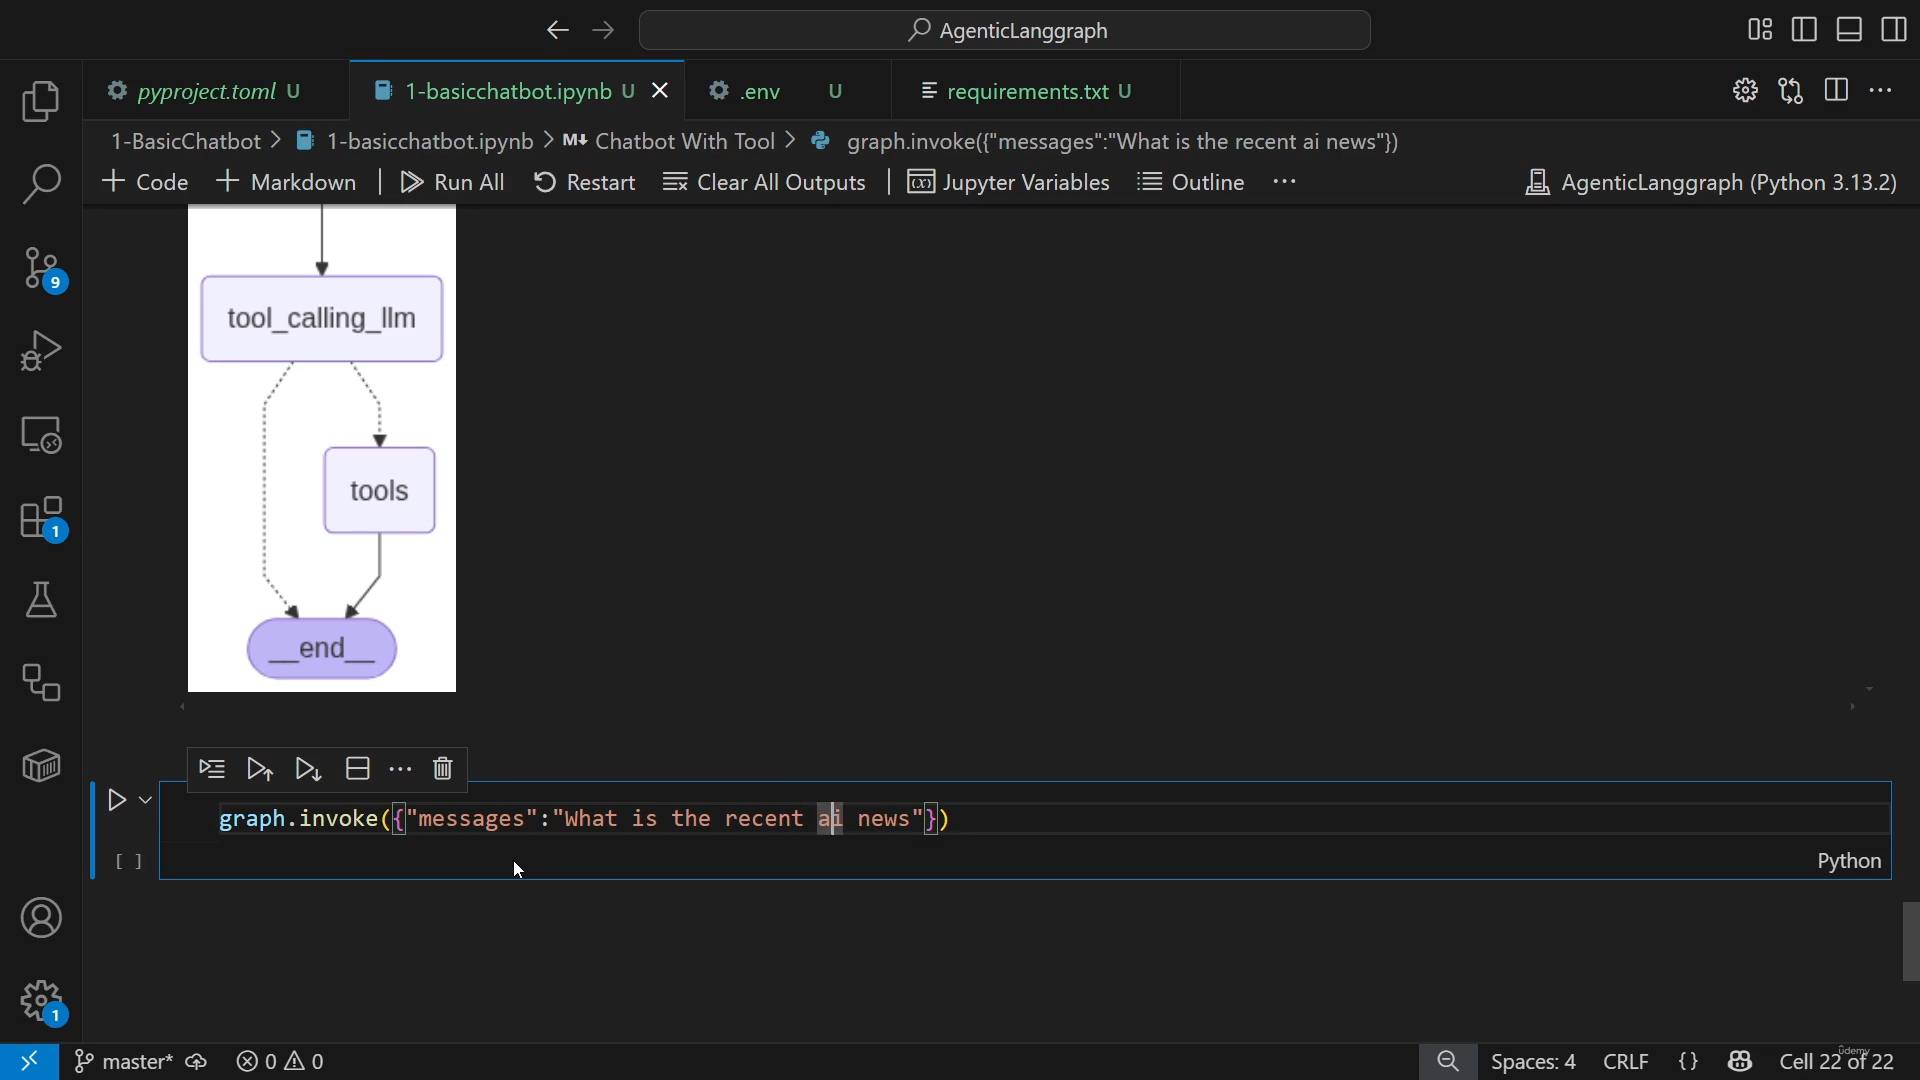 AgenticLanggraph
pyproject.toml U
1-basicchatbot.ipynb U
.env U
requirements.txt U
1-BasicChatbot > 1-basicchatbot.ipynb > M↓ Chatbot With Tool > graph.invoke({"messages":"What is the recent ai news"})
+ Code + Markdown | Run All Restart Clear All Outputs | Jupyter Variables Outline ··· AgenticLanggraph (Python 3.13.2)
9
1
1
tool_calling_llm
tools
__end__
graph.invoke({"messages":"What is the recent ai news"})
[ ]
Python
master* 0 0 Spaces: 4 CRLF {} Cell 22 of 22
ûdemy